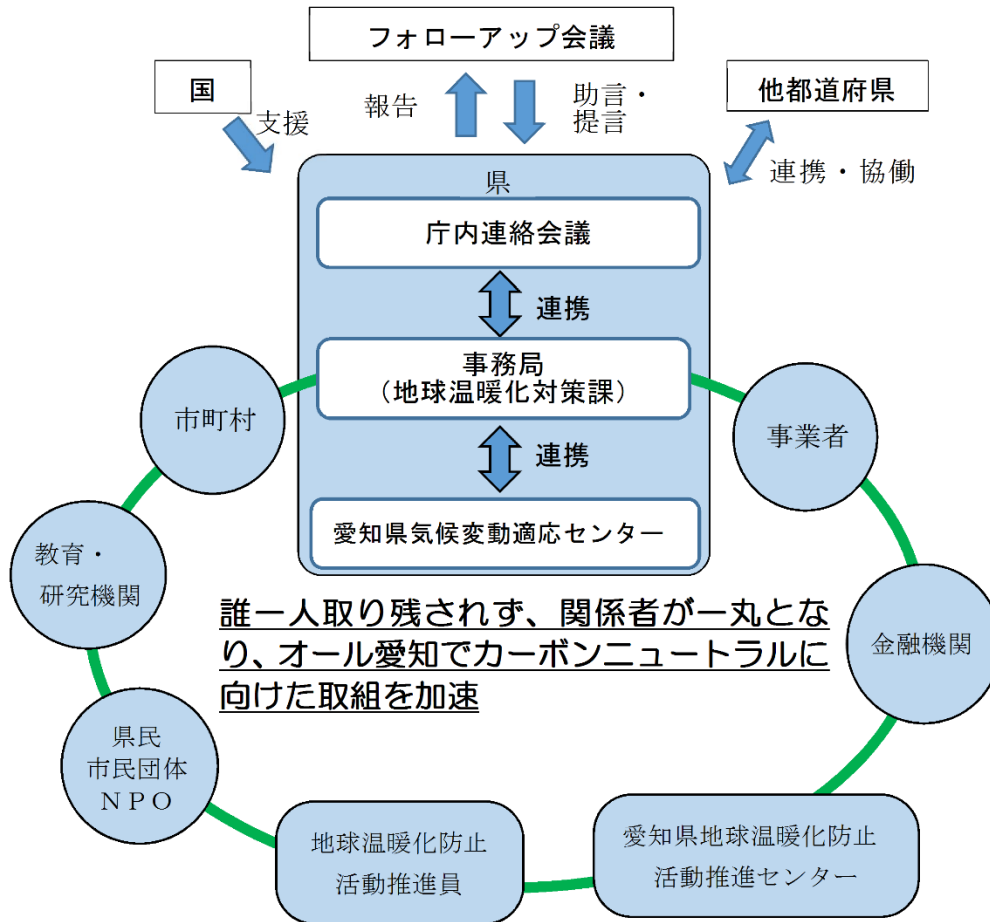 フォローアップ会議
国
他都道府県
支援
報告
助言・
提言
連携・協働
県
庁内連絡会議
連携
事務局
（地球温暖化対策課）
連携
愛知県気候変動適応センター
市町村
事業者
教育・
研究機関
金融機関
誰一人取り残されず、関係者が一丸とな
り、オール愛知でカーボンニュートラルに
向けた取組を加速
県民
市民団体
ＮＰＯ
地球温暖化防止
活動推進員
愛知県地球温暖化防止
活動推進センター